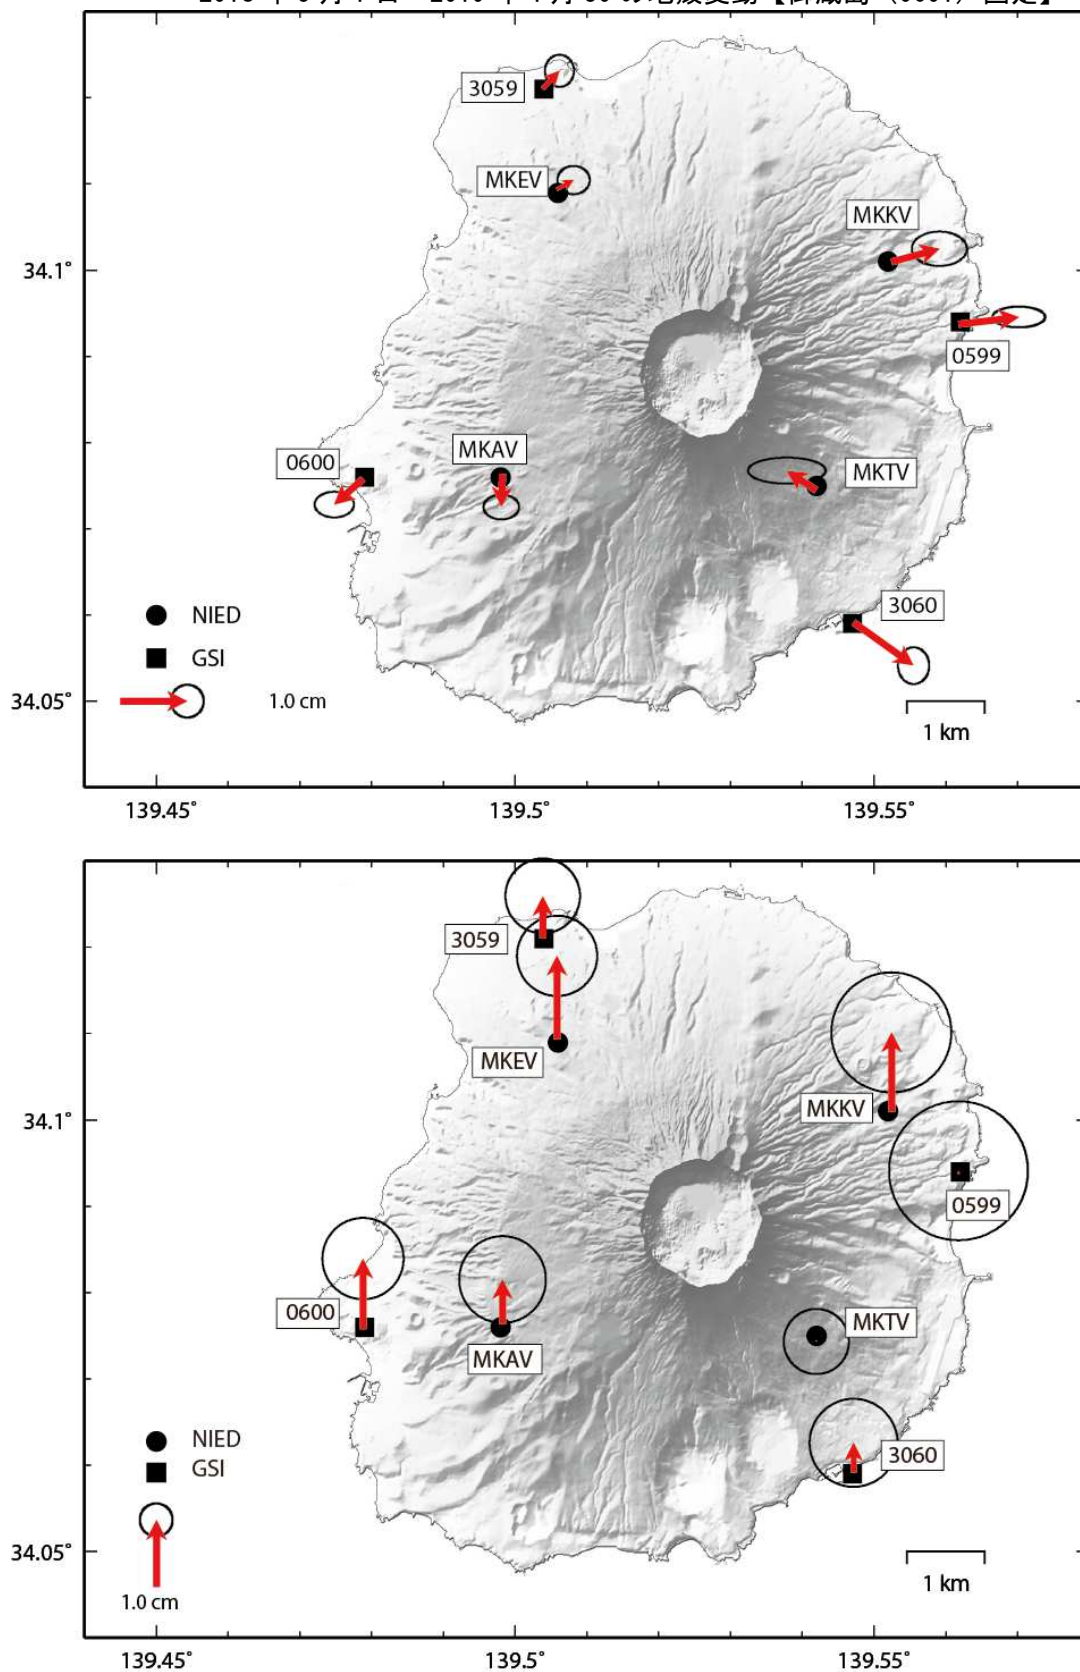 3059
MKEV
MKKV
34.1°
0599
0600
MKAV
MKTV
3060
NIED
GSI
1.0 cm
34.05°
1 km
139.45°
139.5°
139.55°
3059
MKEV
MKKV
34.1°
0599
0600
MKAV
MKTV
NIED
GSI
3060
34.05°
1.0 cm
1 km
139.45°
139.5°
139.55°